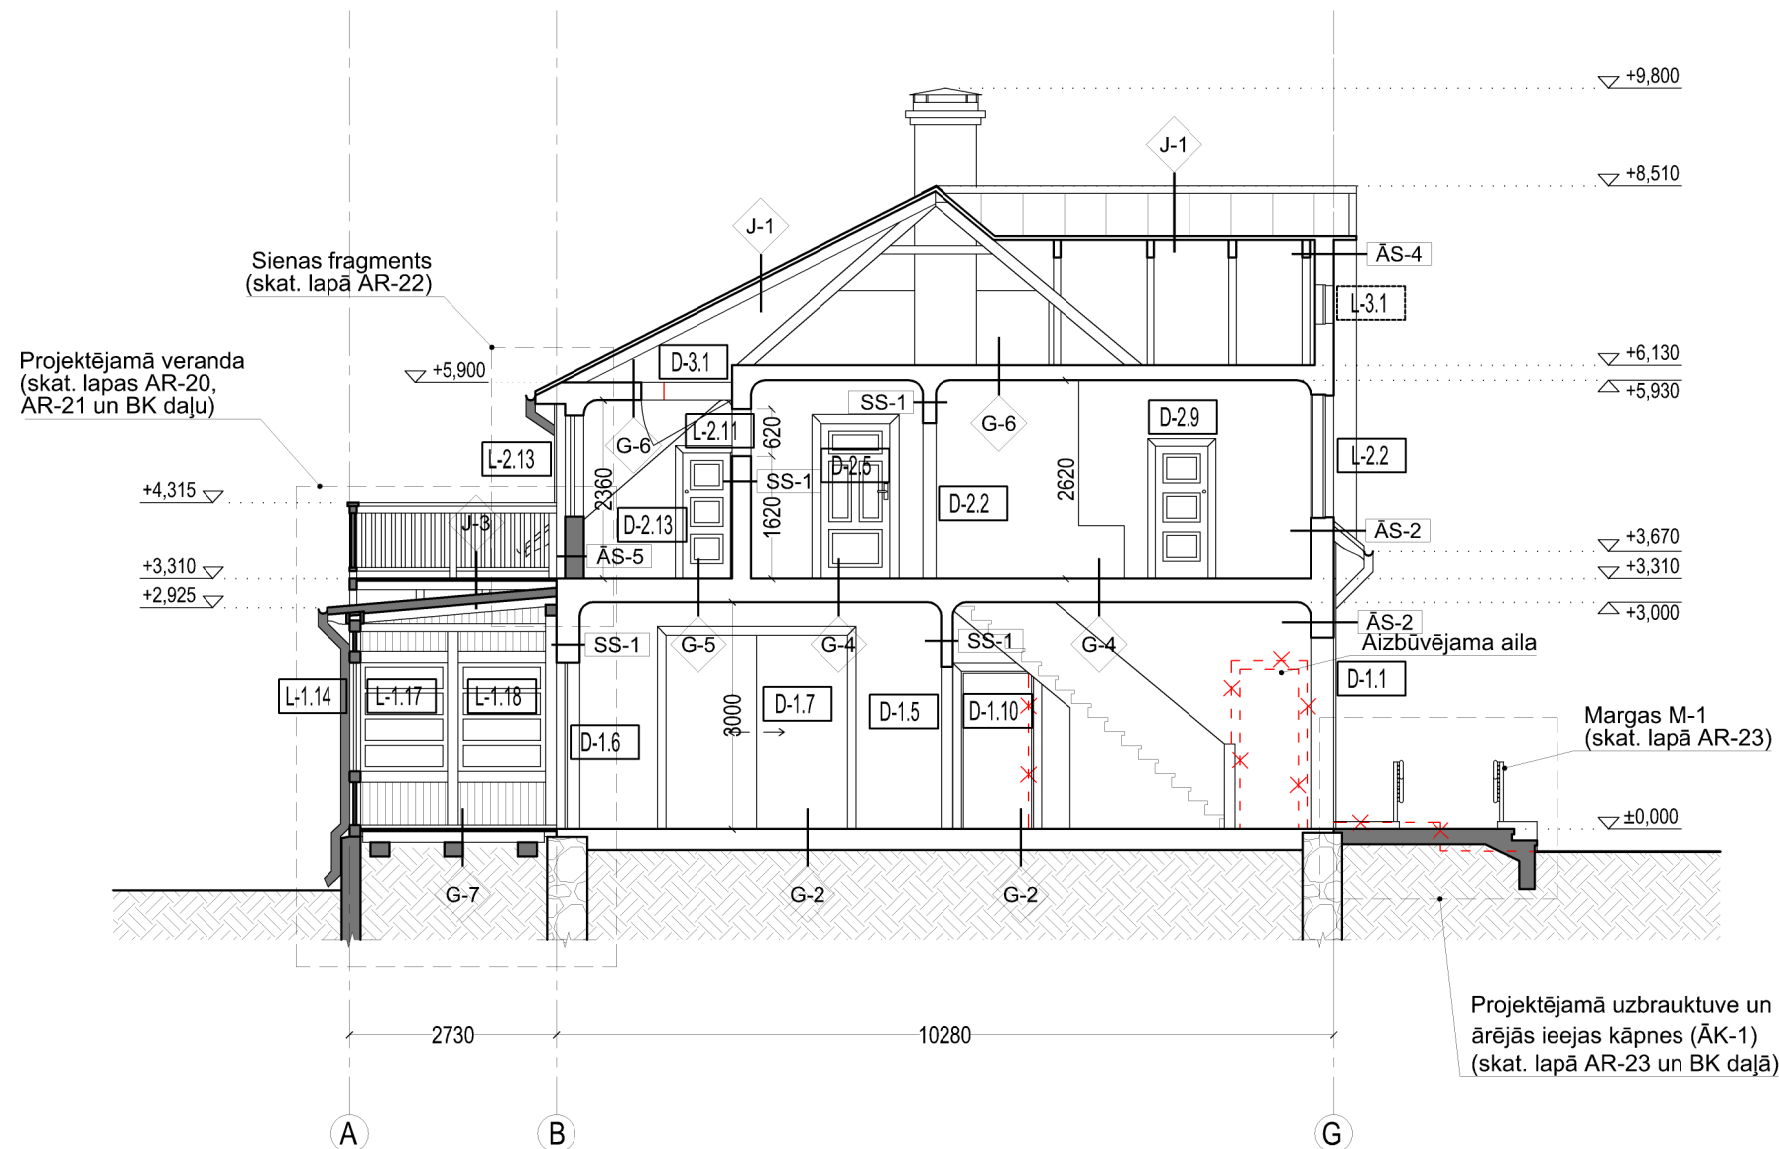 +9,800
J-1
+8,510
J-1
ĀS-4
Sienas fragments
(skat. lapā AR-22)
L-3.1
Projektējamā veranda
(skat. lapas AR-20,
AR-21 un BK daļu)
+5,900
D-3.1
+6,130
+5,930
SS-1
G-6
G-6
L-2.11
620
D-2.9
L-2.13
D-2.5
L-2.2
2360
SS-1
2620
+4,315
J-3
D-2.13
1620
D-2.2
ĀS-2
+3,670
ĀS-5
+3,310
+3,310
+2,925
+3,000
SS-1
G-5
G-4
SS-1
G-4
ĀS-2
Aizbūvējama aila
L-1.14
L-1.17
L-1.18
D-1.7
D-1.5
D-1.10
D-1.1
3000
D-1.6
Margas M-1
(skat. lapā AR-23)
±0,000
G-7
G-2
G-2
Projektējamā uzbrauktuve un
ārējās ieejas kāpnes (ĀK-1)
(skat. lapā AR-23 un BK daļā)
2730
10280
A
B
G